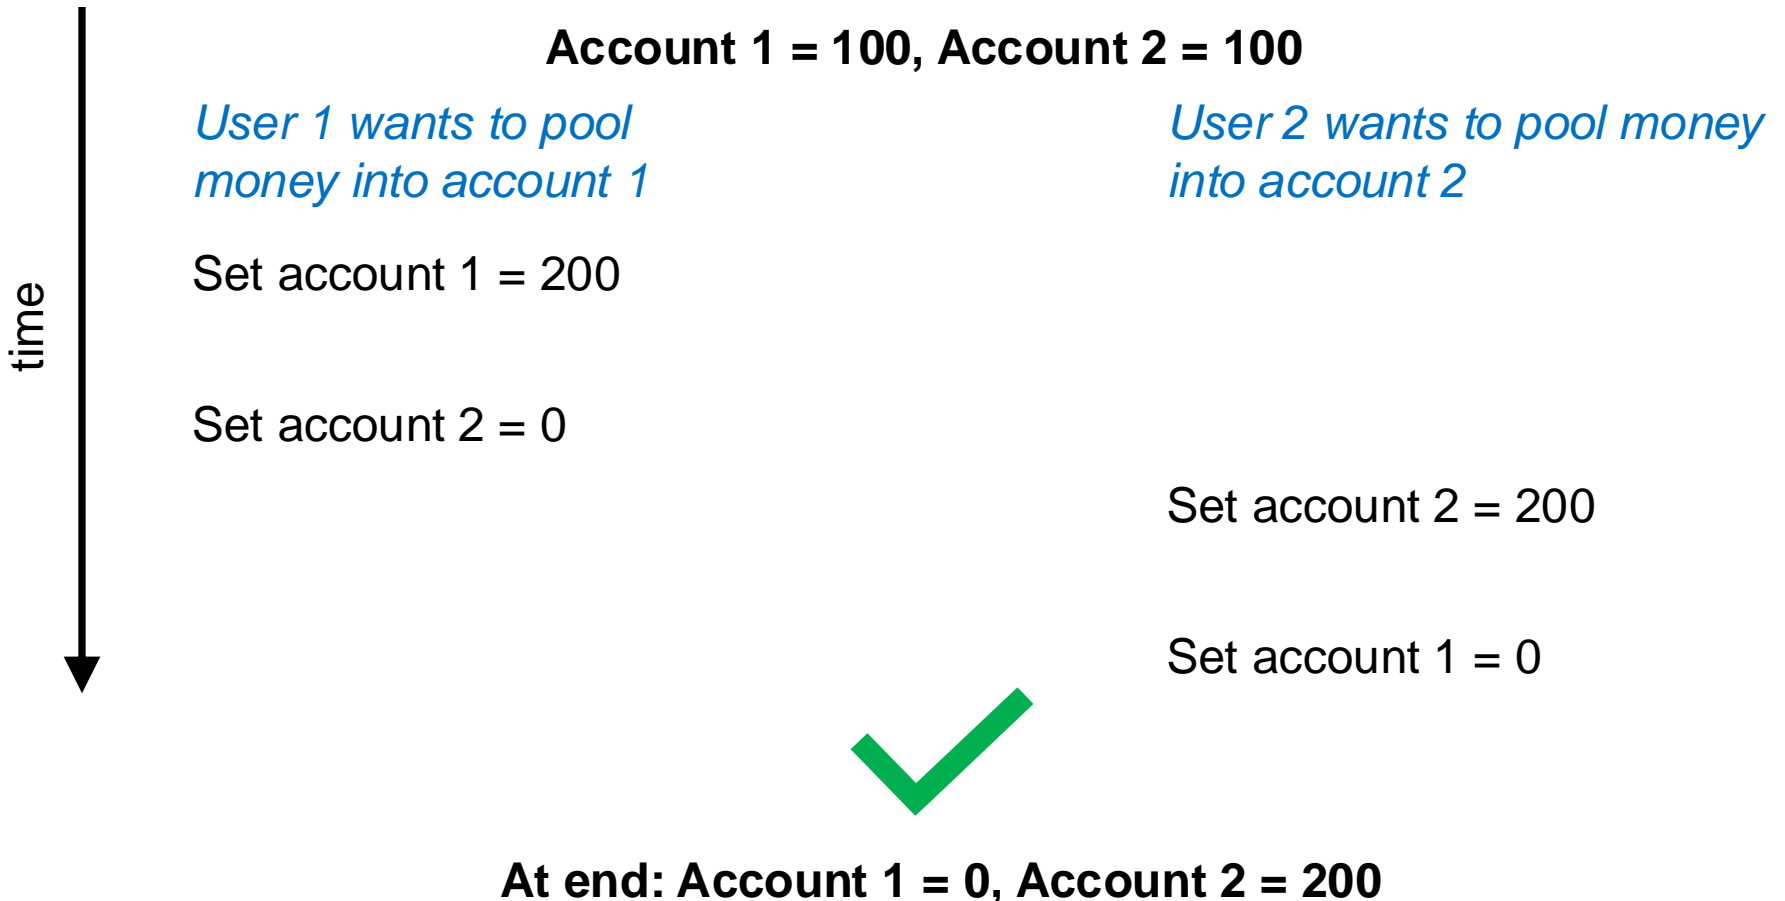 Account 1 = 100, Account 2 = 100
User 1 wants to pool
money into account 1
User 2 wants to pool money
into account 2
Set account 1 = 200
time
Set account 2 = 0
Set account 2 = 200
Set account 1 = 0
At end: Account 1 = 0, Account 2 = 200